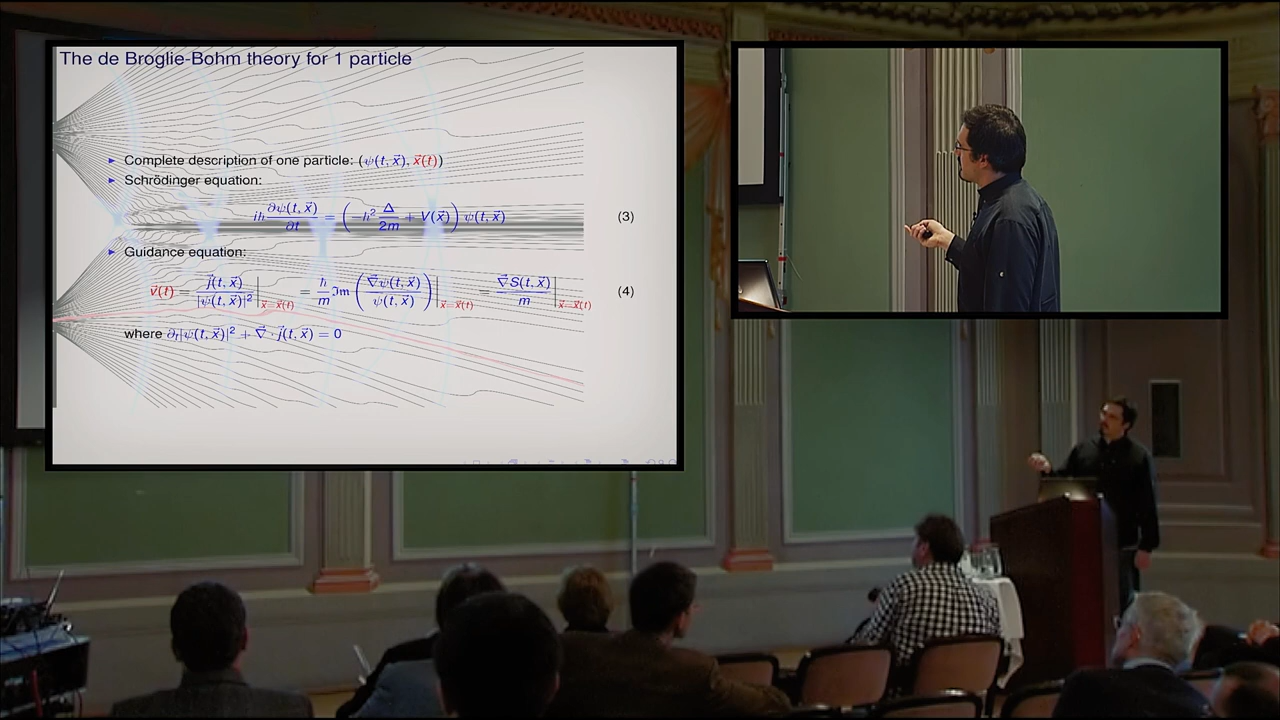 The de Broglie-Bohm theory for 1 particle
► Complete description of one particle: (ψ(t, x⃗), x⃗(t))
► Schrödinger equation:
iħ ∂ψ(t, x⃗)/∂t = (−ħ² Δ/2m + V(x⃗)) ψ(t, x⃗) (3)
► Guidance equation:
v⃗(t) = j⃗(t, x⃗)/|ψ(t, x⃗)|² |x⃗=x⃗(t) = ħ/m ℑm (∇⃗ψ(t, x⃗)/ψ(t, x⃗)) |x⃗=x⃗(t) = ∇⃗S(t, x⃗)/m |x⃗=x⃗(t) (4)
where ∂t|ψ(t, x⃗)|² + ∇⃗ · j⃗(t, x⃗) = 0